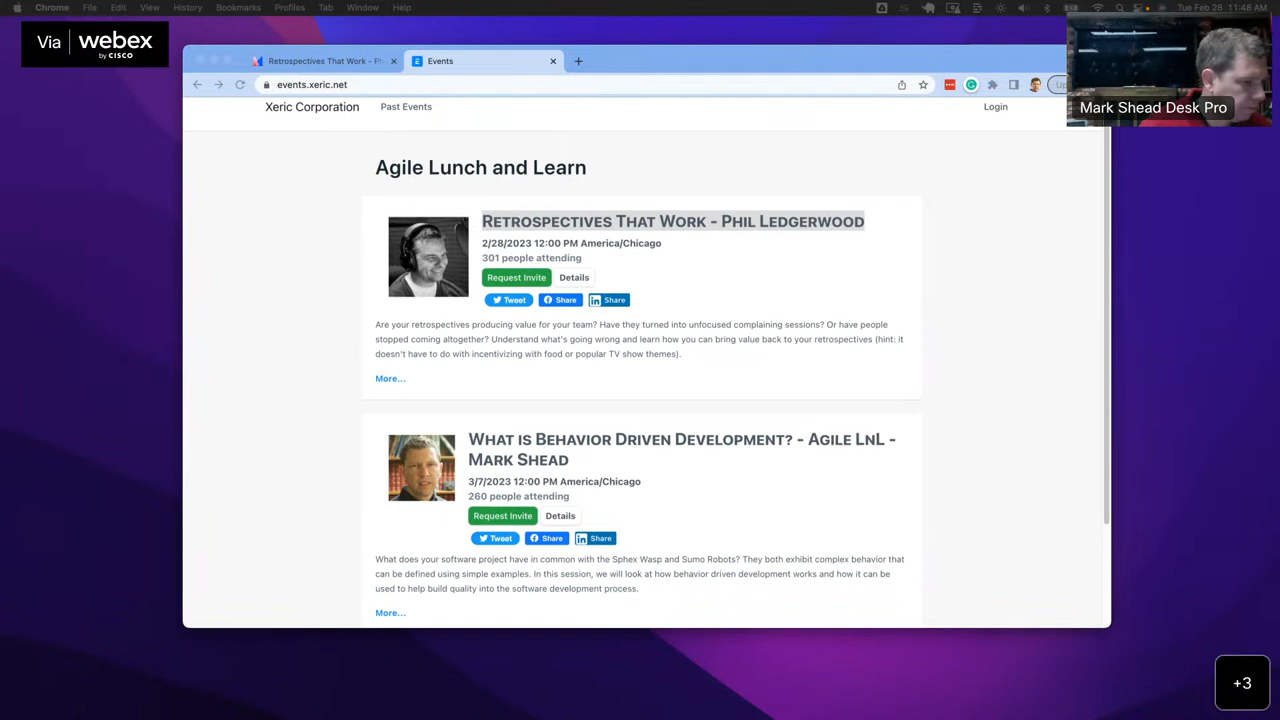 Chrome File Edit View History Bookmarks Profiles Tab Window Help
Tue Feb 28 11:48 AM
Via webex
by CISCO
Retrospectives That Work - Ph
Events
events.xeric.net
Mark Shead Desk Pro
Xeric Corporation Past Events Login
Agile Lunch and Learn
RETROSPECTIVES THAT WORK - PHIL LEDGERWOOD
2/28/2023 12:00 PM America/Chicago
301 people attending
Request Invite Details
Tweet Share Share
Are your retrospectives producing value for your team? Have they turned into unfocused complaining sessions? Or have people
stopped coming altogether? Understand what's going wrong and learn how you can bring value back to your retrospectives (hint: it
doesn't have to do with incentivizing with food or popular TV show themes).
More...
WHAT IS BEHAVIOR DRIVEN DEVELOPMENT? - AGILE LNL -
MARK SHEAD
3/7/2023 12:00 PM America/Chicago
260 people attending
Request Invite Details
Tweet Share Share
What does your software project have in common with the Sphex Wasp and Sumo Robots? They both exhibit complex behavior that
can be defined using simple examples. In this session, we will look at how behavior driven development works and how it can be
used to help build quality into the software development process.
More...
+3